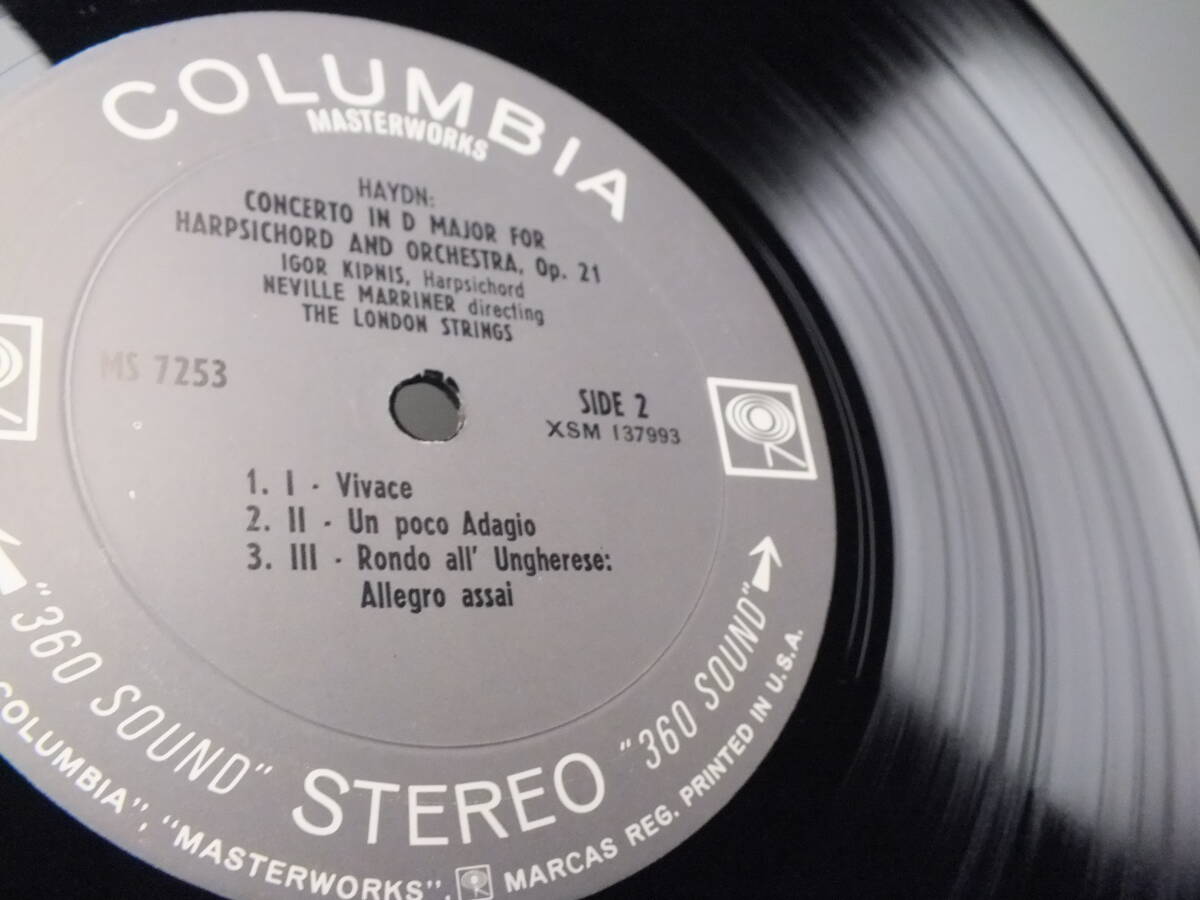 COLUMBIA
MASTERWORKS
HAYDN:
CONCERTO IN D MAJOR FOR
HARPSICHORD AND ORCHESTRA, Op. 21
IGOR KIPNIS, Harpsichord
NEVILLE MARRINER directing
THE LONDON STRINGS
MS 7253
SIDE 2
XSM 137993
1. I - Vivace
2. II - Un poco Adagio
3. III - Rondo all' Ungherese:
Allegro assai
"360 SOUND" STEREO "360 SOUND"
COLUMBIA", "MASTERWORKS", MARCAS REG. PRINTED IN U.S.A.